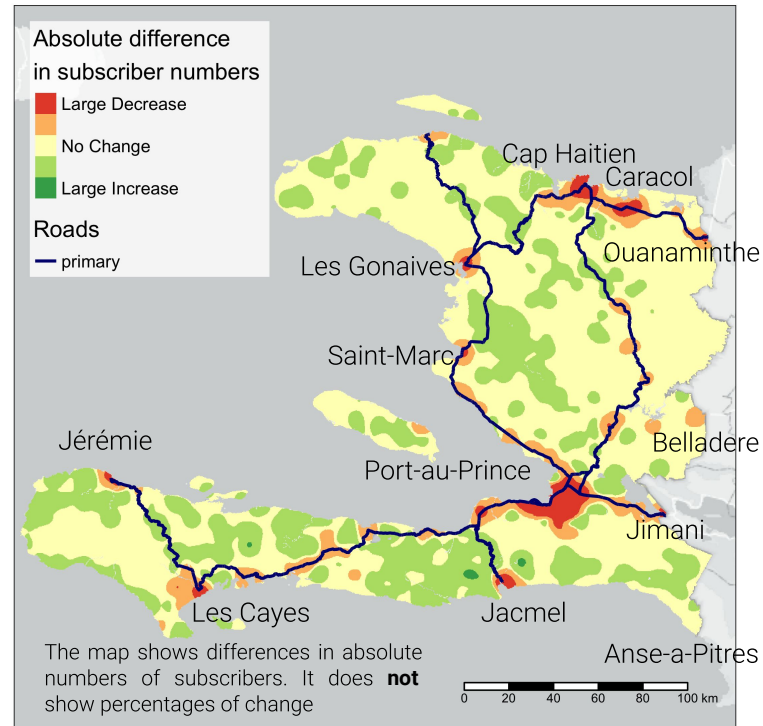 Absolute difference
in subscriber numbers
Large Decrease
No Change
Large Increase
Roads
primary
Cap Haitien
Caracol
Ouanaminthe
Les Gonaives
Saint-Marc
Belladere
Jérémie
Port-au-Prince
Jimani
Les Cayes
Jacmel
Anse-a-Pitres
The map shows differences in absolute
numbers of subscribers. It does not
show percentages of change
0 20 40 60 80 100 km